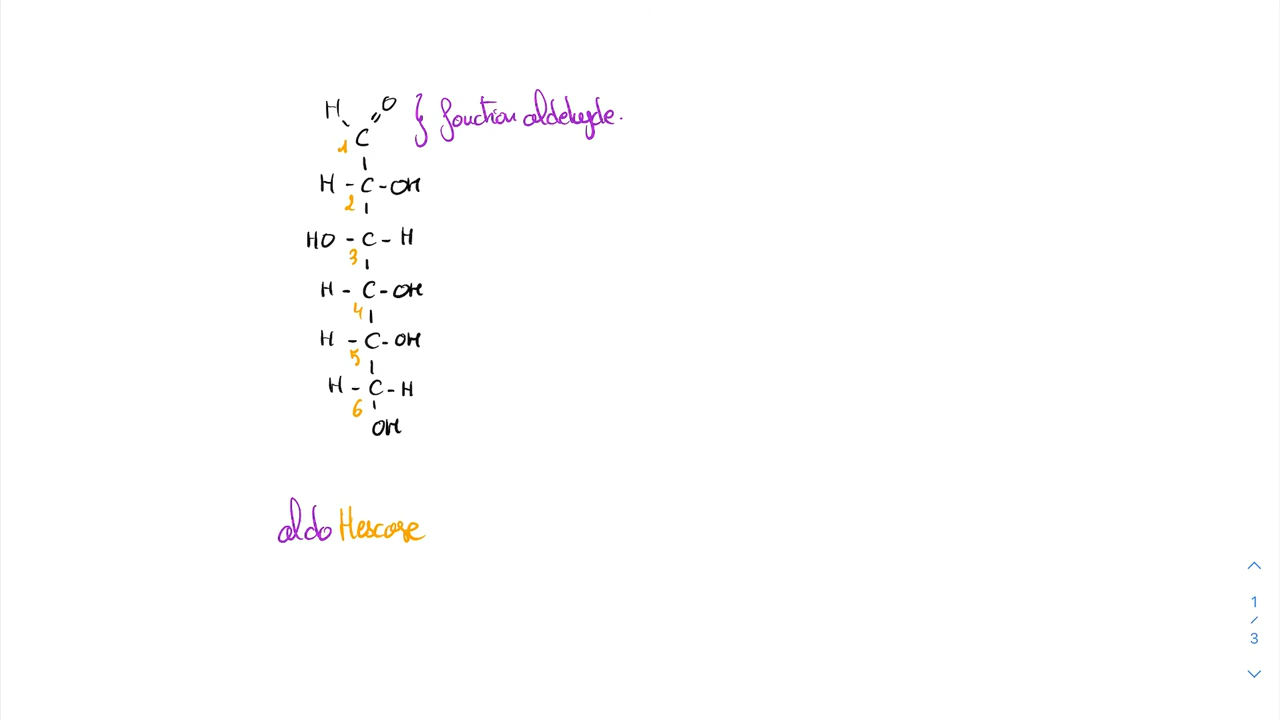 H O } fonction aldehyde.
1 C
H - C - OH
2
HO - C - H
3
H - C - OH
4
H - C - OH
5
H - C - H
6
OH
aldo Hexose
1
/
3